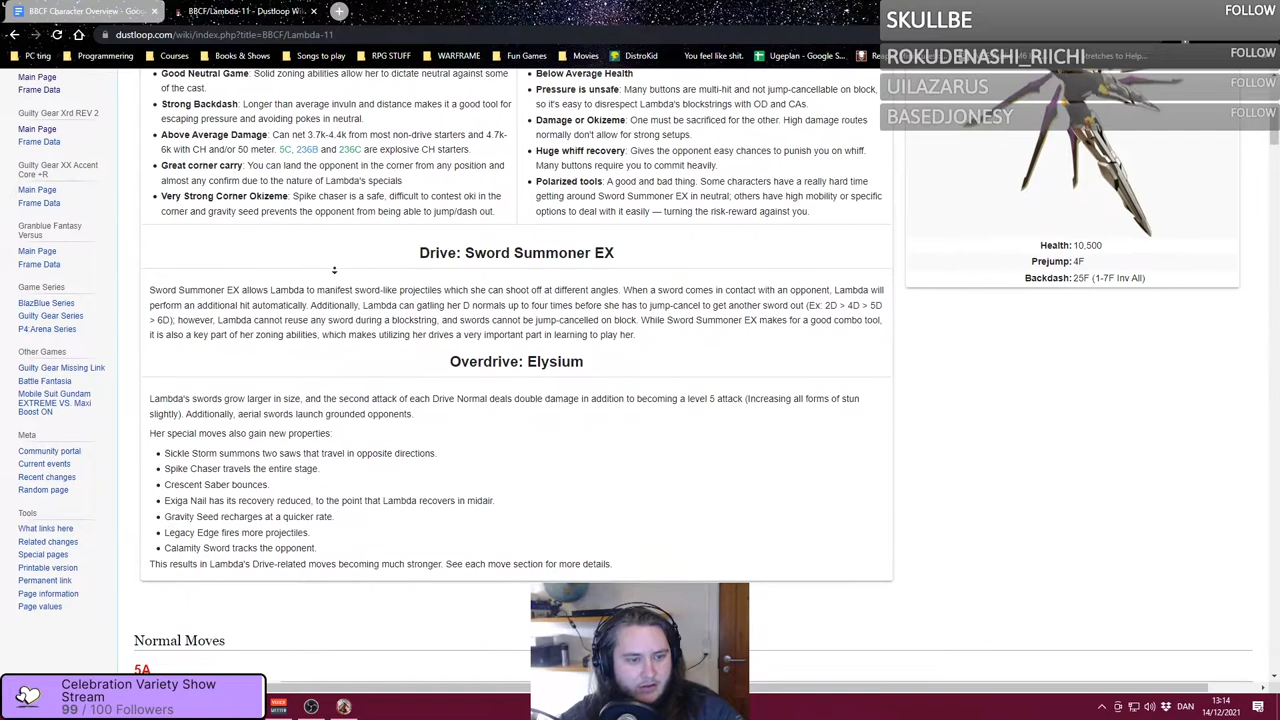 BBCF Character Overview - Goo
BBCF/Lambda-11 - Dustloop Wi
dustloop.com/wiki/index.php?title=BBCF/Lambda-11
PC ting
Programmering
Courses
Books & Shows
Songs to play
RPG STUFF
WARFRAME
Fun Games
Movies
DistroKid
You feel like shit.
Ugeplan - Google S
SKULLBE
FOLLOW
ROKUDENASHI_RIICHI
FOLLOW
UILAZARUS
FOLLOW
BASEDJONESY
FOLLOW
Main Page
Frame Data
Guilty Gear Xrd REV 2
Main Page
Frame Data
Guilty Gear XX Accent
Core +R
Main Page
Frame Data
Granblue Fantasy
Versus
Main Page
Frame Data
Game Series
BlazBlue Series
Guilty Gear Series
P4:Arena Series
Other Games
Guilty Gear Missing Link
Battle Fantasia
Mobile Suit Gundam
EXTREME VS. Maxi
Boost ON
Meta
Community portal
Current events
Recent changes
Random page
Tools
What links here
Related changes
Special pages
Printable version
Permanent link
Page information
Page values
Good Neutral Game: Solid zoning abilities allow her to dictate neutral against some
of the cast.
Strong Backdash: Longer than average invuln and distance makes it a good tool for
escaping pressure and avoiding pokes in neutral.
Above Average Damage: Can net 3.7k-4.4k from most non-drive starters and 4.7k-
6k with CH and/or 50 meter. 5C, 236B and 236C are explosive CH starters.
Great corner carry: You can land the opponent in the corner from any position and
almost any confirm due to the nature of Lambda's specials
Very Strong Corner Okizeme: Spike chaser is a safe, difficult to contest oki in the
corner and gravity seed prevents the opponent from being able to jump/dash out.
Below Average Health
Pressure is unsafe: Many buttons are multi-hit and not jump-cancellable on block,
so it's easy to disrespect Lambda's blockstrings with OD and CAs.
Damage or Okizeme: One must be sacrificed for the other. High damage routes
normally don't allow for strong setups.
Huge whiff recovery: Gives the opponent easy chances to punish you on whiff.
Many buttons require you to commit heavily.
Polarized tools: A good and bad thing. Some characters have a really hard time
getting around Sword Summoner EX in neutral; others have high mobility or specific
options to deal with it easily — turning the risk-reward against you.
Health: 10,500
Prejump: 4F
Backdash: 25F (1-7F Inv All)
Drive: Sword Summoner EX
Sword Summoner EX allows Lambda to manifest sword-like projectiles which she can shoot off at different angles. When a sword comes in contact with an opponent, Lambda will
perform an additional hit automatically. Additionally, Lambda can gatling her D normals up to four times before she has to jump-cancel to get another sword out (Ex: 2D > 4D > 5D
> 6D); however, Lambda cannot reuse any sword during a blockstring, and swords cannot be jump-cancelled on block. While Sword Summoner EX makes for a good combo tool,
it is also a key part of her zoning abilities, which makes utilizing her drives a very important part in learning to play her.
Overdrive: Elysium
Lambda's swords grow larger in size, and the second attack of each Drive Normal deals double damage in addition to becoming a level 5 attack (Increasing all forms of stun
slightly). Additionally, aerial swords launch grounded opponents.
Her special moves also gain new properties:
Sickle Storm summons two saws that travel in opposite directions.
Spike Chaser travels the entire stage.
Crescent Saber bounces.
Exiga Nail has its recovery reduced, to the point that Lambda recovers in midair.
Gravity Seed recharges at a quicker rate.
Legacy Edge fires more projectiles.
Calamity Sword tracks the opponent.
This results in Lambda's Drive-related moves becoming much stronger. See each move section for more details.
Normal Moves
5A
Celebration Variety Show
Stream
99 / 100 Followers
DAN
13:14
14/12/2021